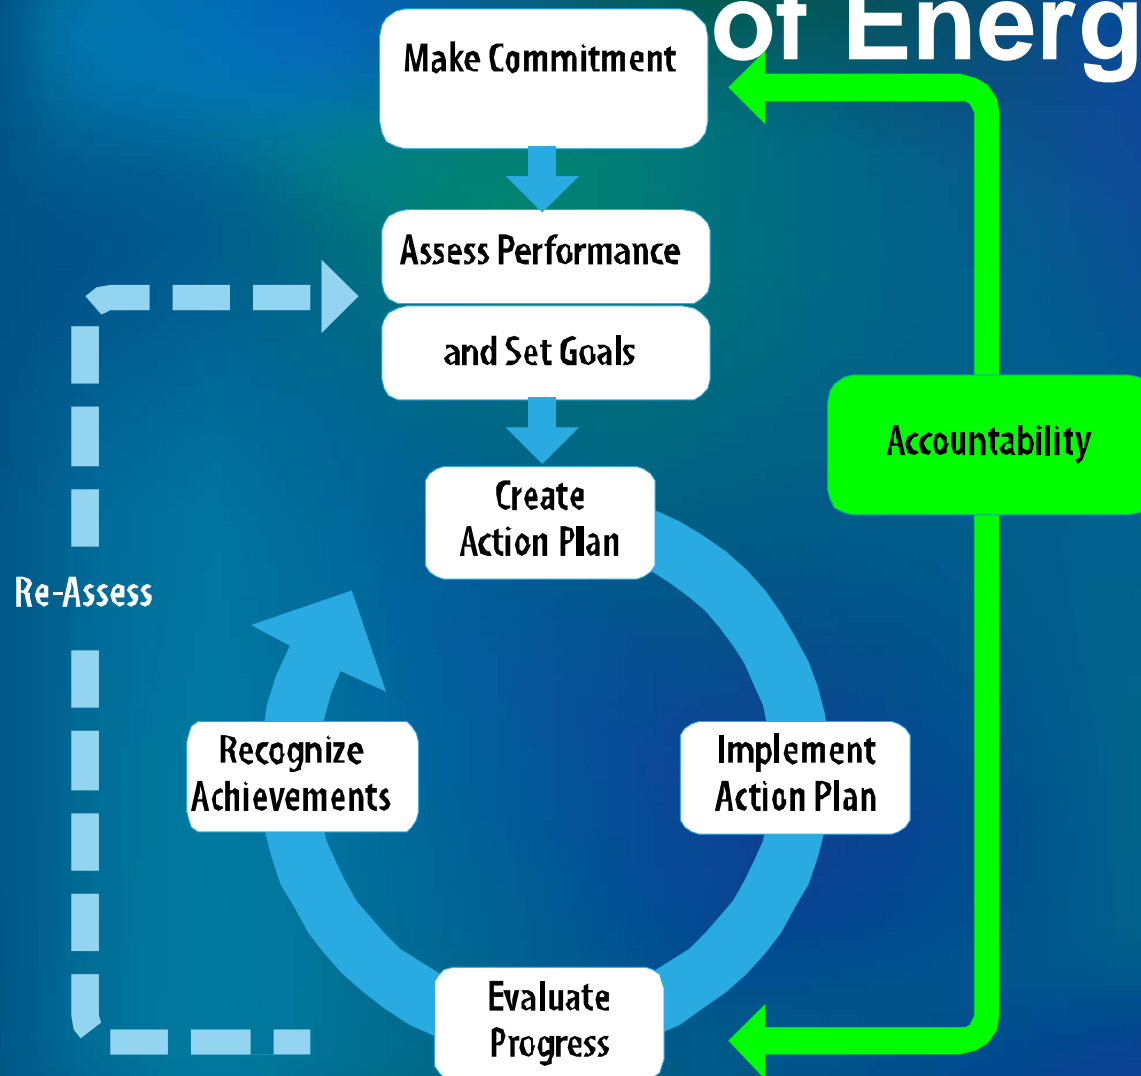 of Energ
Make Commitment
Assess Performance
and Set Goals
Accountability
Create
Action Plan
Re-Assess
Recognize
Achievements
Implement
Action Plan
Evaluate
Progress